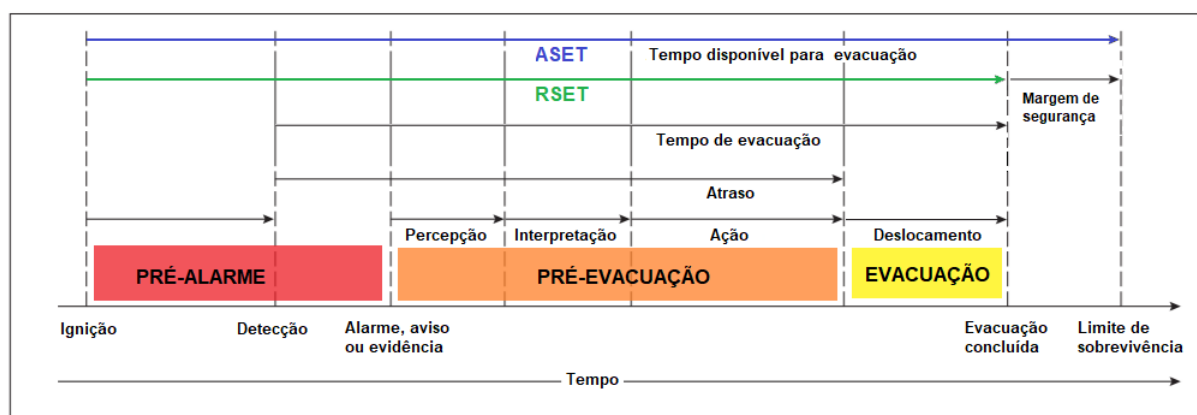 ASET
Tempo disponível para evacuação
RSET
Margem de
segurança
Tempo de evacuação
Atraso
Percepção
Interpretação
Ação
Deslocamento
PRÉ-ALARME
PRÉ-EVACUAÇÃO
EVACUAÇÃO
Ignição
Detecção
Alarme, aviso
ou evidência
Evacuação
concluída
Limite de
sobrevivência
Tempo